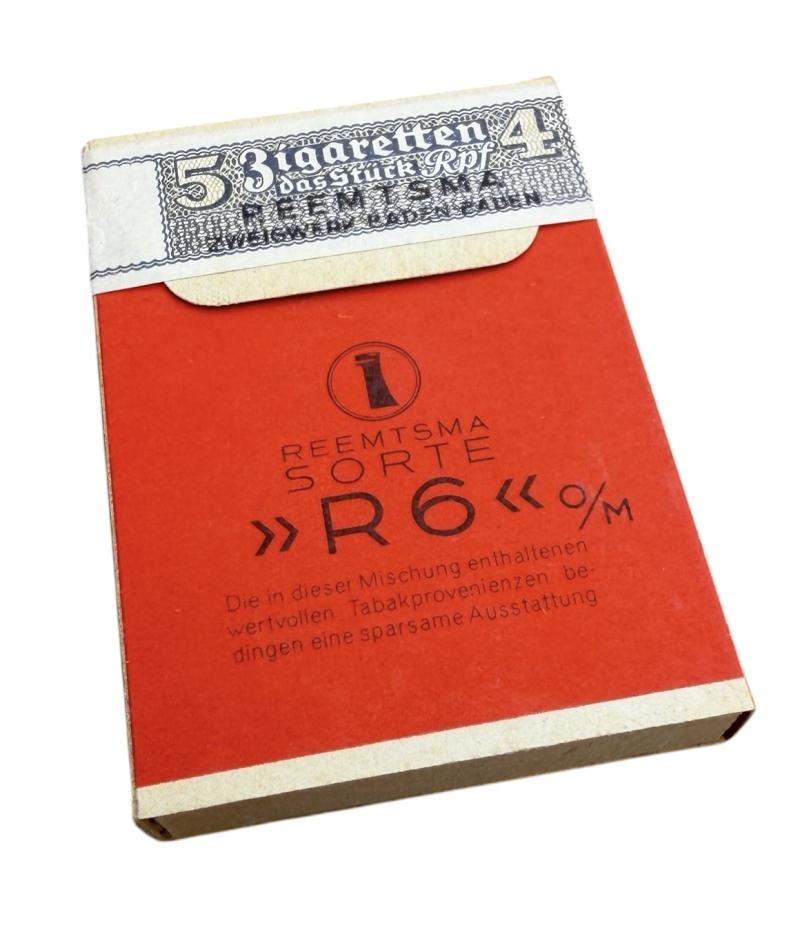 5 Zigaretten 4
das Stück Rpf
REEMTSMA
ZWEIGWERK BADEN-BADEN
REEMTSMA
SORTE
»R6« O/M
Die in dieser Mischung enthaltenen
wertvollen Tabakprovenienzen be-
dingen eine sparsame Ausstattung